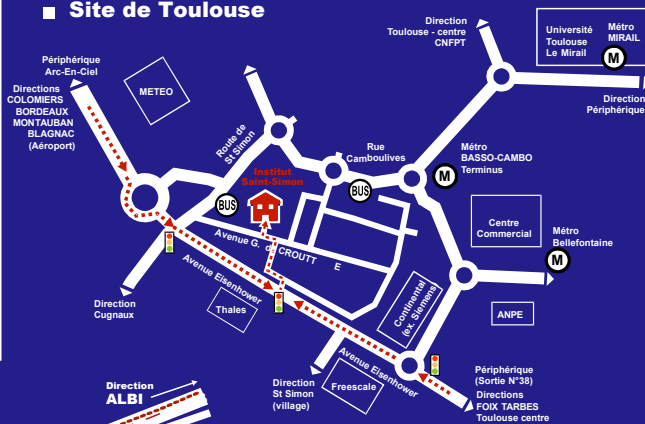 Site de Toulouse
Direction
Toulouse - centre
CNFPT
Université
Toulouse
Le Mirail
Métro
MIRAIL
M
Périphérique
Arc-En-Ciel
Directions
COLOMIERS
BORDEAUX
MONTAUBAN
BLAGNAC
(Aéroport)
METEO
Direction
Périphérique
Route de
St Simon
Rue
Camboulives
Métro
BASSO-CAMBO
Terminus
M
Institut
Saint-Simon
BUS
BUS
Centre
Commercial
Métro
Bellefontaine
M
Avenue G. de CROUTT E
Avenue Eisenhower
Direction
Cugnaux
Thales
Continental
(ex. Siemens)
ANPE
Avenue Eisenhower
Direction
St Simon
(village)
Freescale
Périphérique
(Sortie N°38)
Directions
FOIX TARBES
Toulouse centre
Direction
ALBI